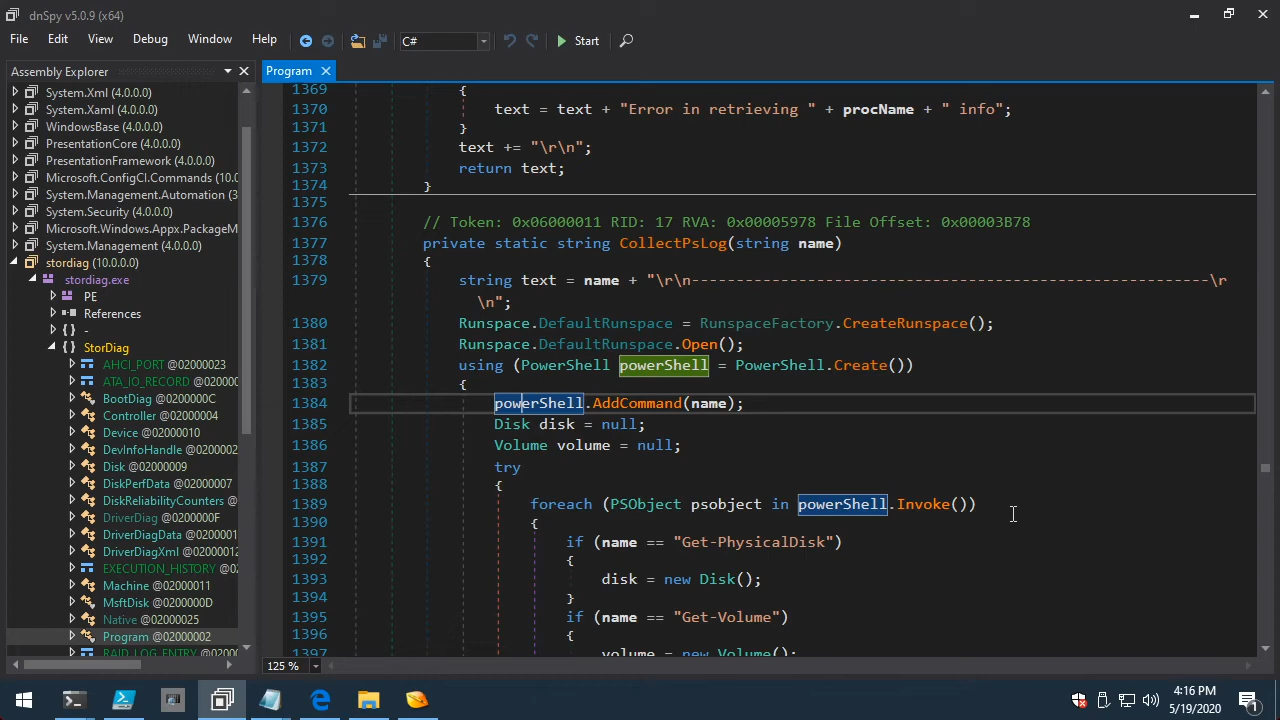 dnSpy v5.0.9 (x64)
File Edit View Debug Window Help C# Start
Assembly Explorer
Program
System.Xml (4.0.0.0)
System.Xaml (4.0.0.0)
WindowsBase (4.0.0.0)
PresentationCore (4.0.0.0)
PresentationFramework (4.0.0.0)
Microsoft.ConfigCI.Commands (10.0
System.Management.Automation (3
System.Security (4.0.0.0)
Microsoft.Windows.Appx.PackageM
System.Management (4.0.0.0)
stordiag (10.0.0.0)
stordiag.exe
PE
References
{ } -
{ } StorDiag
AHCI_PORT @02000023
ATA_IO_RECORD @020000
BootDiag @0200000C
Controller @02000004
Device @02000010
DevInfoHandle @0200000
Disk @02000009
DiskPerfData @02000007
DiskReliabilityCounters @
DriverDiag @0200000F
DriverDiagData @020000
DriverDiagXml @0200001
EXECUTION_HISTORY @02
Machine @02000011
MsftDisk @0200000D
Native @02000025
Program @02000002
RAID_LOG_ENTRY @0200
1369 {
1370 text = text + "Error in retrieving " + procName + " info";
1371 }
1372 text += "\r\n";
1373 return text;
1374 }
1375
1376 // Token: 0x06000011 RID: 17 RVA: 0x00005978 File Offset: 0x00003B78
1377 private static string CollectPsLog(string name)
1378 {
1379 string text = name + "\r\n----------------------------------------------------------\r
\n";
1380 Runspace.DefaultRunspace = RunspaceFactory.CreateRunspace();
1381 Runspace.DefaultRunspace.Open();
1382 using (PowerShell powerShell = PowerShell.Create())
1383 {
1384 powerShell.AddCommand(name);
1385 Disk disk = null;
1386 Volume volume = null;
1387 try
1388 {
1389 foreach (PSObject psobject in powerShell.Invoke())
1390 {
1391 if (name == "Get-PhysicalDisk")
1392 {
1393 disk = new Disk();
1394 }
1395 if (name == "Get-Volume")
1396 {
1397 volume = new Volume();
125 %
4:16 PM
5/19/2020
1